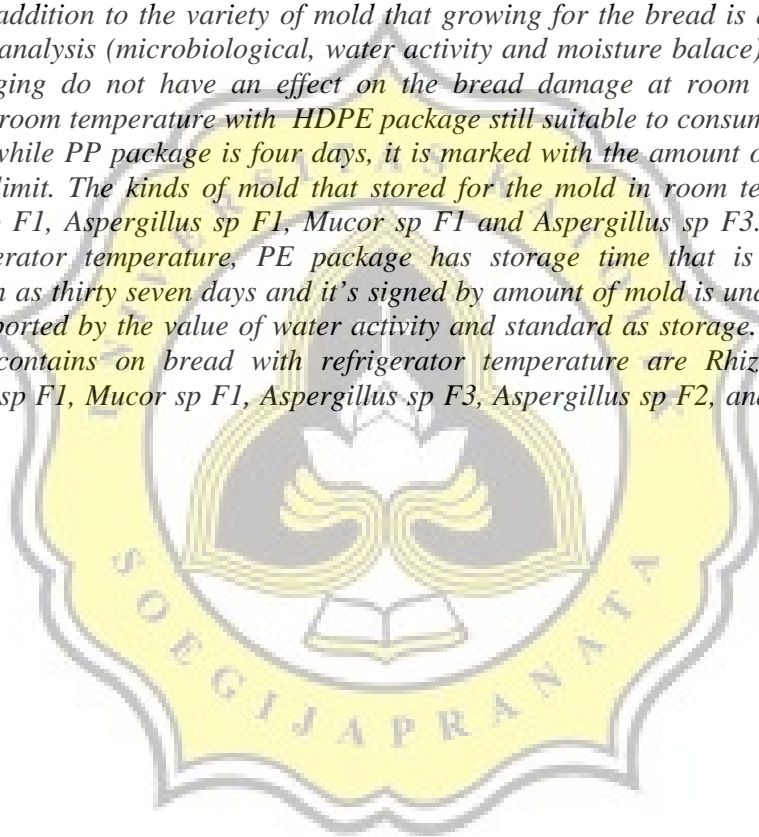 addition to the variety of mold that growing for the bread is
analysis (microbiological, water activity and moisture balace)
ging do not have an effect on the bread damage at room
room temperature with HDPE package still suitable to consum
while PP package is four days, it is marked with the amount o
limit. The kinds of mold that stored for the mold in room te
F1, Aspergillus sp F1, Mucor sp F1 and Aspergillus sp F3.
erator temperature, PE package has storage time that is
as thirty seven days and it's signed by amount of mold is un
ported by the value of water activity and standard as storage.
contains on bread with refrigerator temperature are Rhiz
sp F1, Mucor sp F1, Aspergillus sp F3, Aspergillus sp F2, an
UNIVERSITAS KATOLIK
SOEGIJAPRANATA